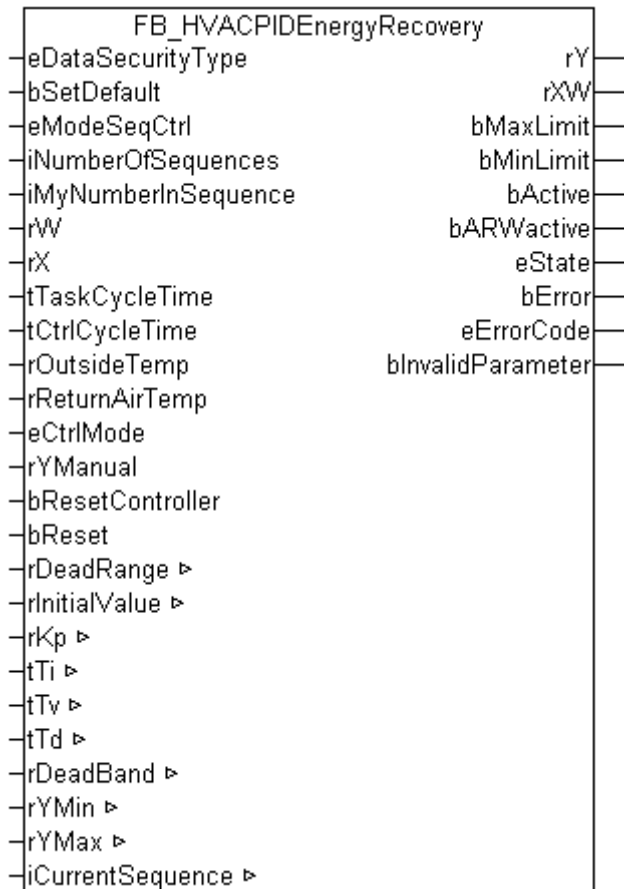 FB_HVACPIDEnergyRecovery
eDataSecurityType rY
bSetDefault rXW
eModeSeqCtrl bMaxLimit
iNumberOfSequences bMinLimit
iMyNumberInSequence bActive
rW bARWactive
rX eState
tTaskCycleTime bError
tCtrlCycleTime eErrorCode
rOutsideTemp bInvalidParameter
rReturnAirTemp
eCtrlMode
rYManual
bResetController
bReset
rDeadRange ▹
rInitialValue ▹
rKp ▹
tTi ▹
tTv ▹
tTd ▹
rDeadBand ▹
rYMin ▹
rYMax ▹
iCurrentSequence ▹